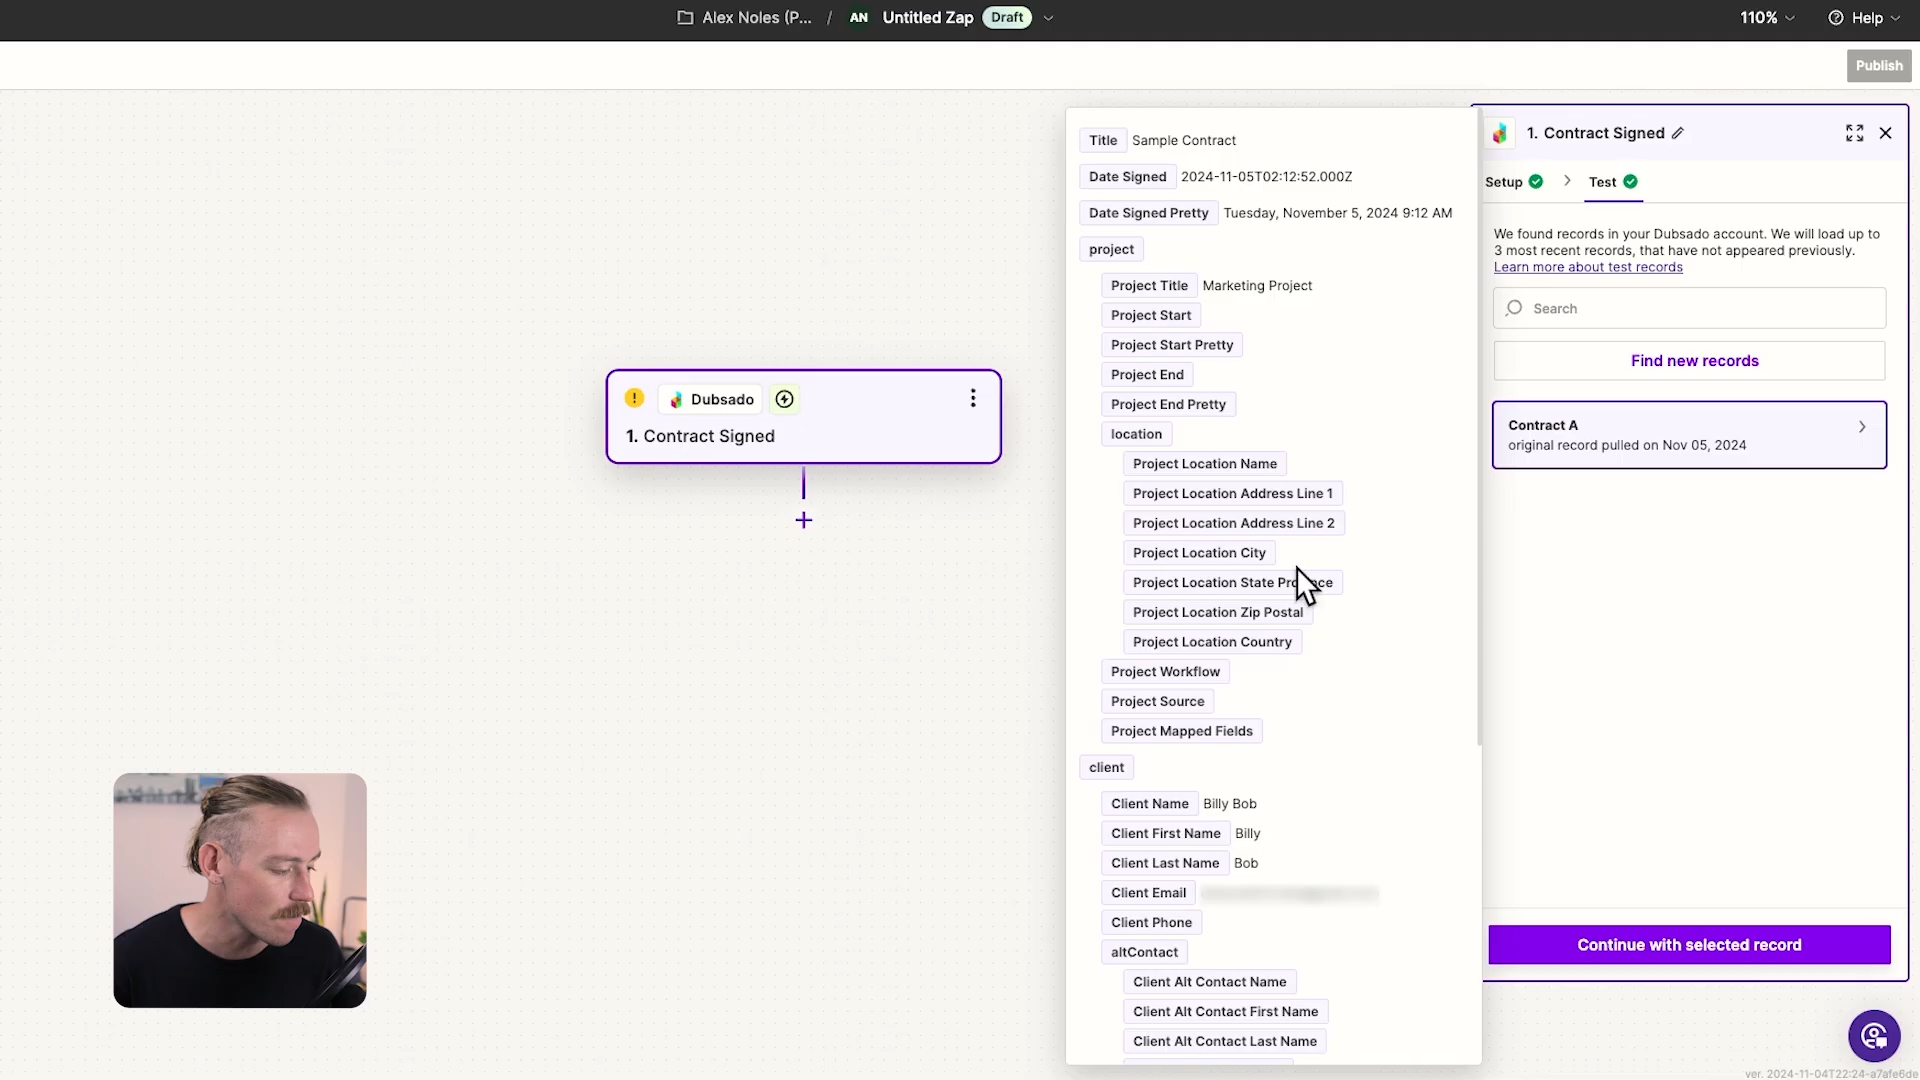 Alex Noles (P... / AN Untitled Zap Draft
110% Help
Publish
Title Sample Contract
Date Signed 2024-11-05T02:12:52.000Z
Date Signed Pretty Tuesday, November 5, 2024 9:12 AM
project
Project Title Marketing Project
Project Start
Project Start Pretty
Project End
Project End Pretty
location
Project Location Name
Project Location Address Line 1
Project Location Address Line 2
Project Location City
Project Location State
Project Location Zip Postal
Project Location Country
Project Workflow
Project Source
Project Mapped Fields
client
Client Name Billy Bob
Client First Name Billy
Client Last Name Bob
Client Email
Client Phone
altContact
Client Alt Contact Name
Client Alt Contact First Name
Client Alt Contact Last Name
1. Contract Signed
Setup Test
We found records in your Dubsado account. We will load up to
3 most recent records, that have not appeared previously.
Learn more about test records
Search
Find new records
Contract A
original record pulled on Nov 05, 2024
Continue with selected record
Dubsado
1. Contract Signed
ver. 2024-11-04T22:24-a7afe6de